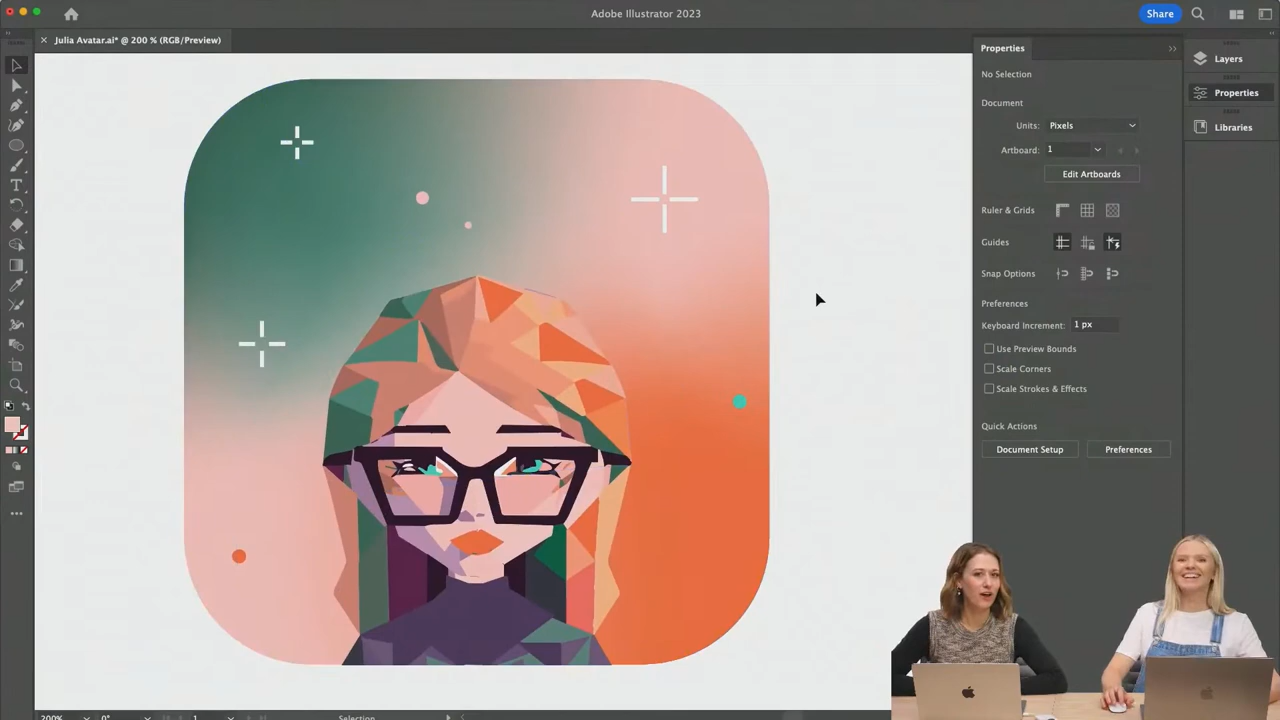 Adobe Illustrator 2023
Share
× Julia Avatar.ai* @ 200 % (RGB/Preview)
Properties
No Selection
Document
Units: Pixels
Artboard: 1
Edit Artboards
Ruler & Grids
Guides
Snap Options
Preferences
Keyboard Increment: 1 px
Use Preview Bounds
Scale Corners
Scale Strokes & Effects
Quick Actions
Document Setup
Preferences
Layers
Properties
Libraries
200% 0° 1 Selection